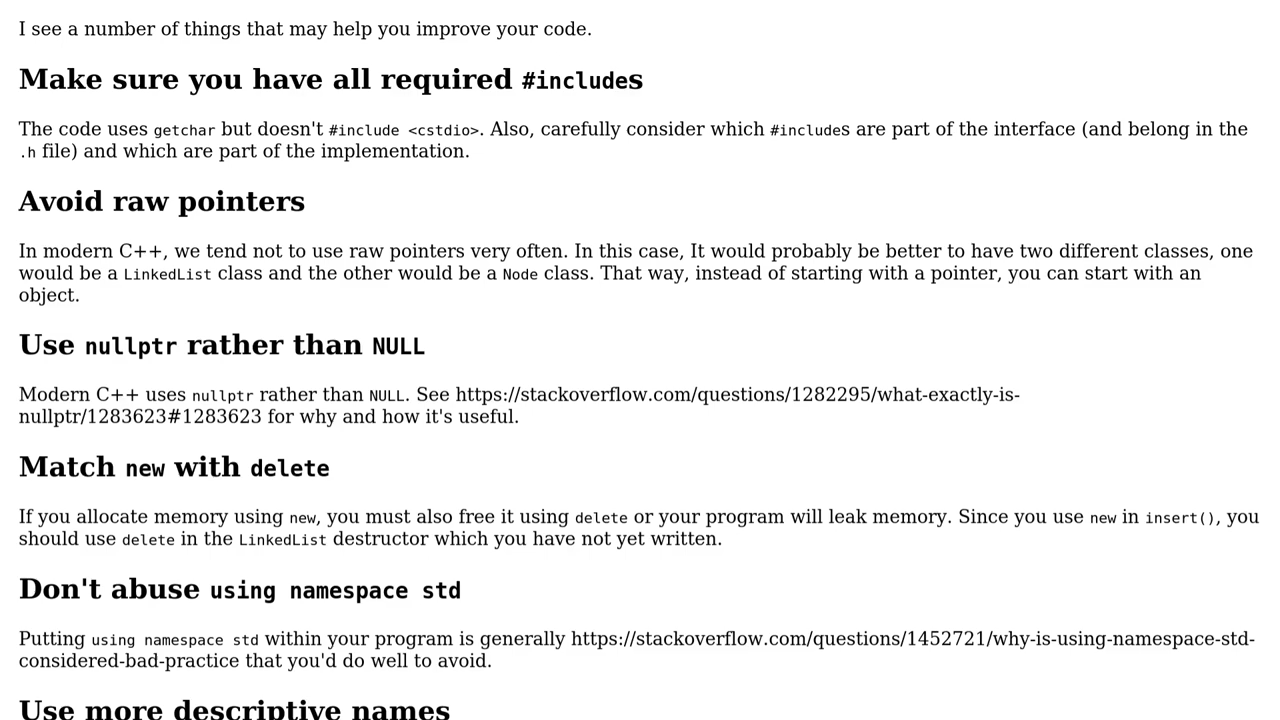 I see a number of things that may help you improve your code.
Make sure you have all required #includes
The code uses getchar but doesn't #include <cstdio>. Also, carefully consider which #includes are part of the interface (and belong in the
.h file) and which are part of the implementation.
Avoid raw pointers
In modern C++, we tend not to use raw pointers very often. In this case, It would probably be better to have two different classes, one
would be a LinkedList class and the other would be a Node class. That way, instead of starting with a pointer, you can start with an
object.
Use nullptr rather than NULL
Modern C++ uses nullptr rather than NULL. See https://stackoverflow.com/questions/1282295/what-exactly-is-
nullptr/1283623#1283623 for why and how it's useful.
Match new with delete
If you allocate memory using new, you must also free it using delete or your program will leak memory. Since you use new in insert(), you
should use delete in the LinkedList destructor which you have not yet written.
Don't abuse using namespace std
Putting using namespace std within your program is generally https://stackoverflow.com/questions/1452721/why-is-using-namespace-std-
considered-bad-practice that you'd do well to avoid.
Use more descriptive names